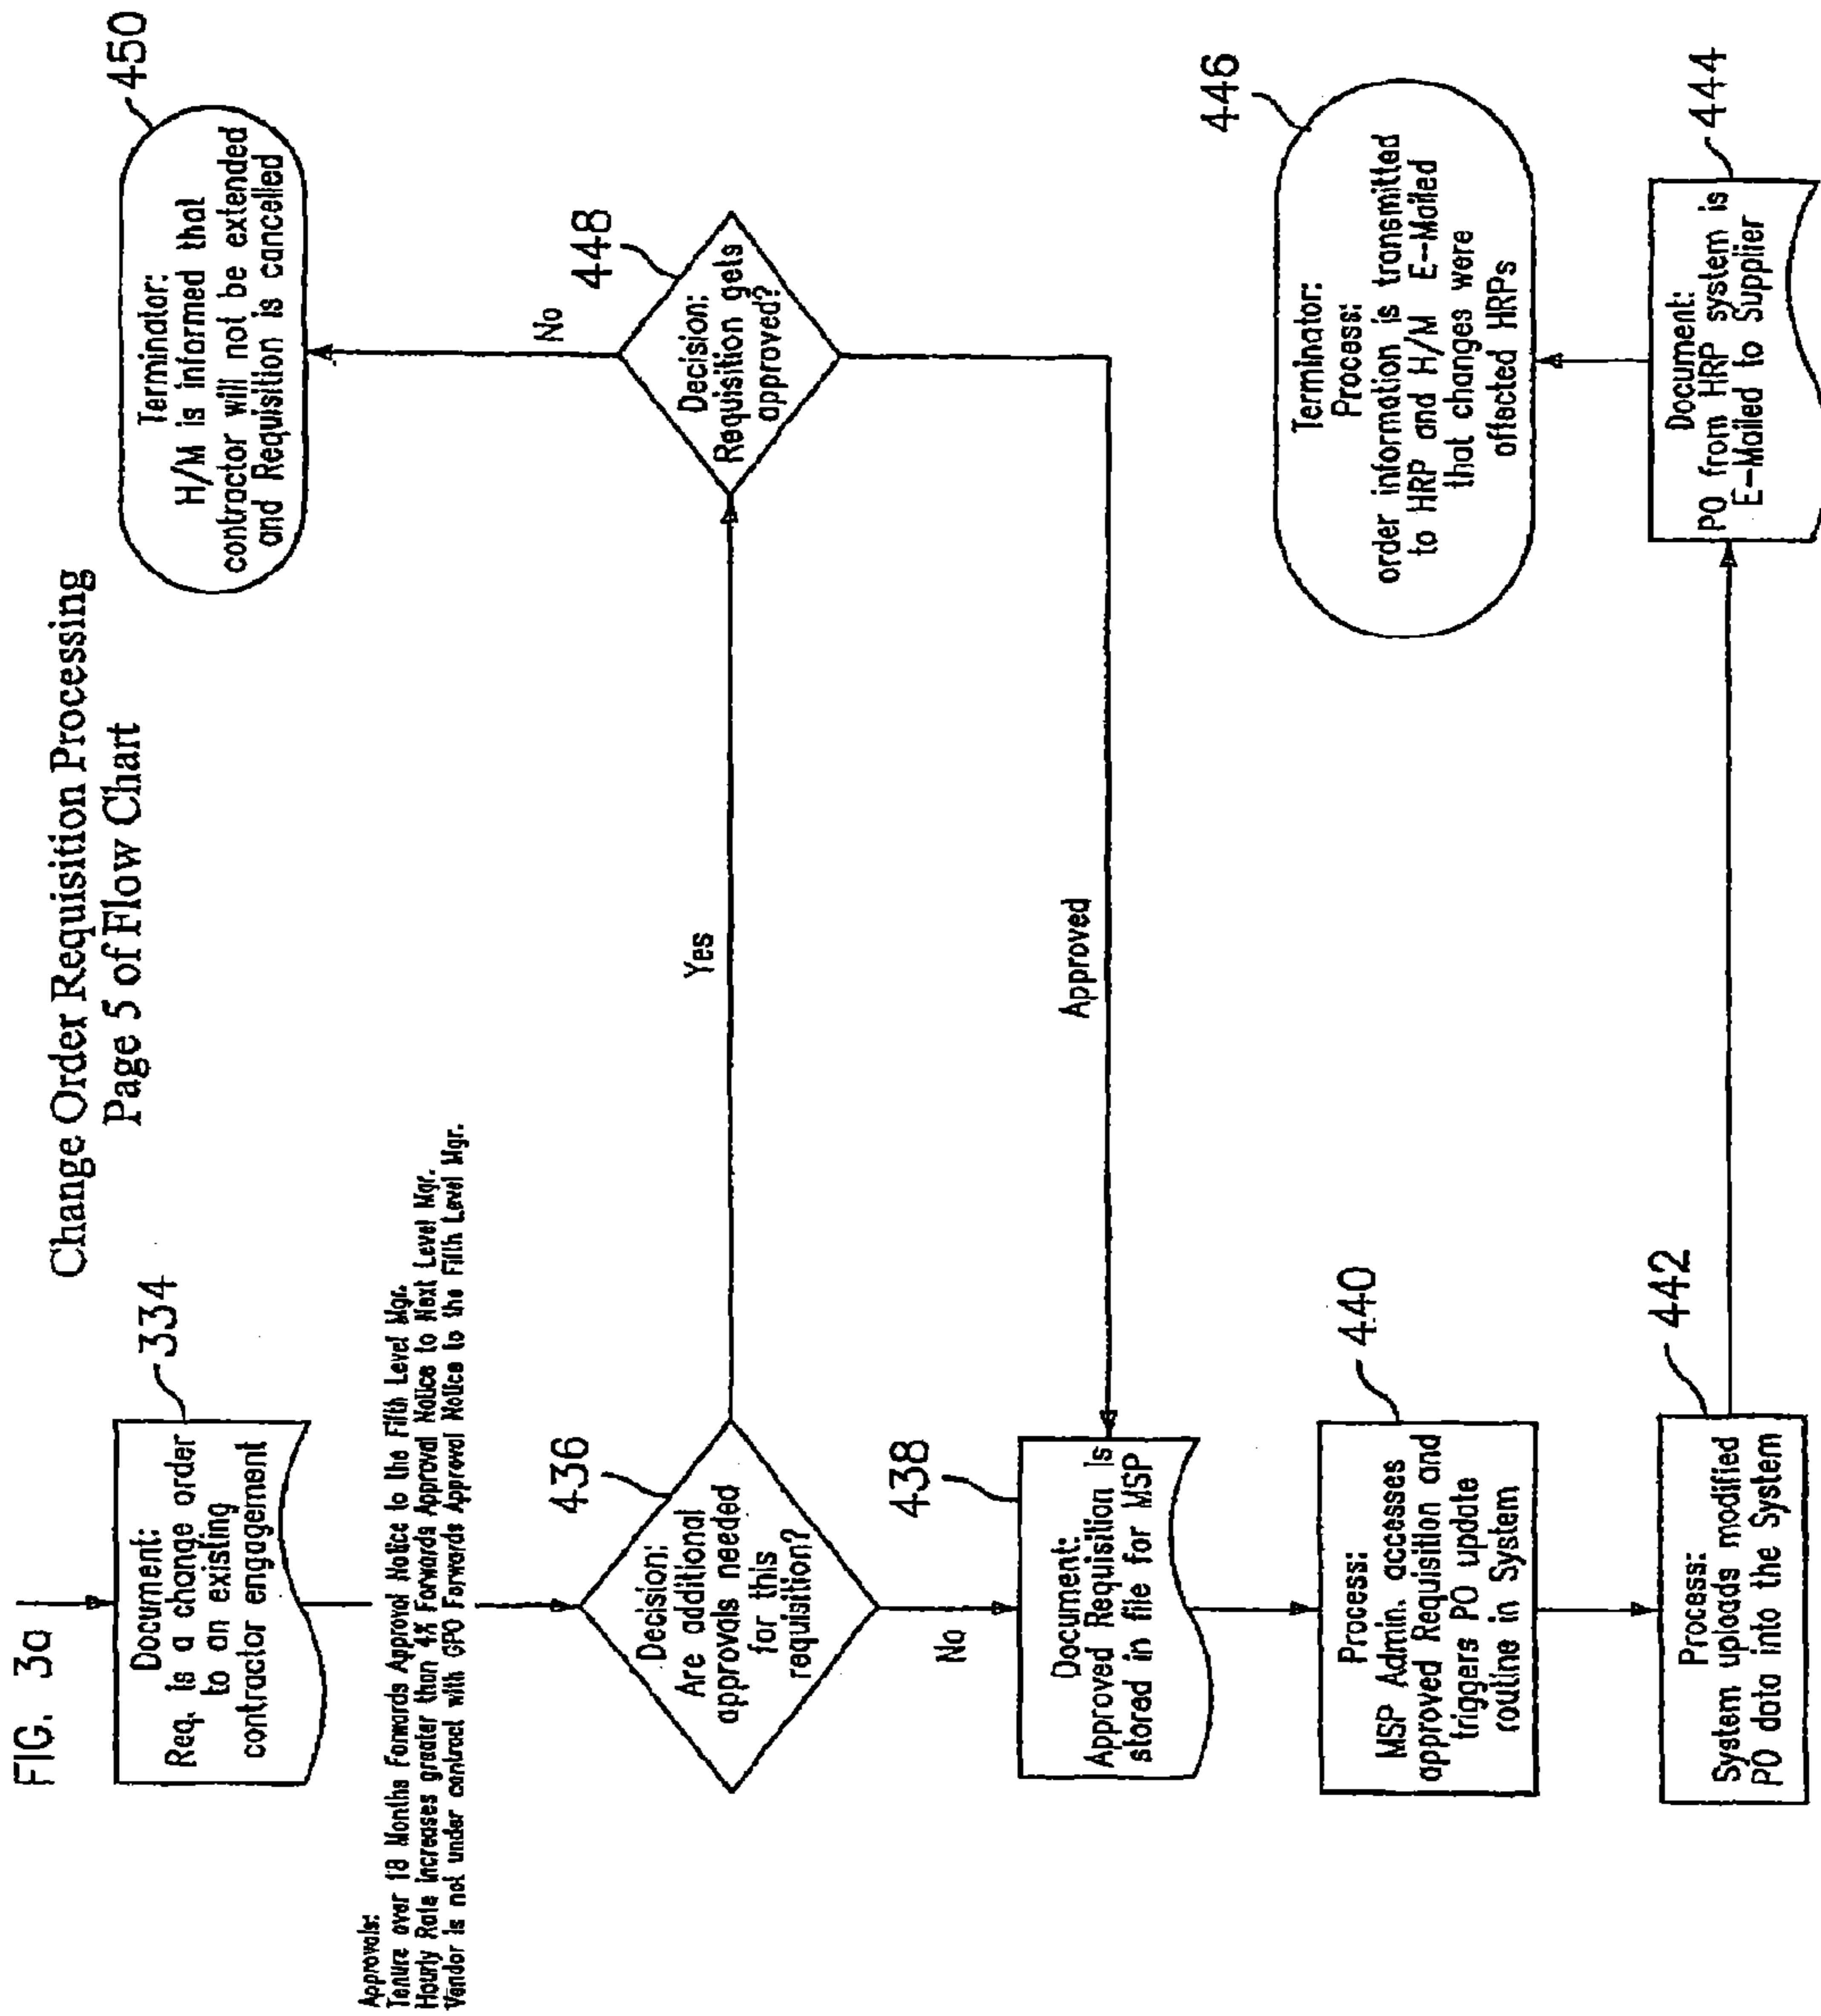 Change Order Requisition Processing
Page 5 of Flow Chart
FIG. 3a
334
Document:
Req. is a change order
to an existing
contractor engagement
Approvals:
Tenure over 18 Months Forwards Approval Notice to the Fifth Level Mgr.
Hourly Rate Increases greater than 4% Forwards Approval Notice to Next Level Mgr.
Vendor is not under contract with GPO Forwards Approval Notice to the Fifth Level Mgr.
436
Decision:
Are additional
approvals needed
for this
requisition?
Yes
No
448
Decision:
Requisition gets
approved?
No
Approved
450
Terminator:
H/M is informed that
contractor will not be extended
and Requisition is cancelled
438
Document:
Approved Requisition Is
stored in file for MSP
440
Process:
MSP Admin. accesses
approved Requisition and
triggers PO update
routine in System
442
Process:
System uploads modified
PO data into the System
444
Document:
PO from HRP system is
E-Mailed to Supplier
446
Terminator:
Process:
order information is transmitted
to HRP and H/M E-Mailed
that changes were
affected HRPs